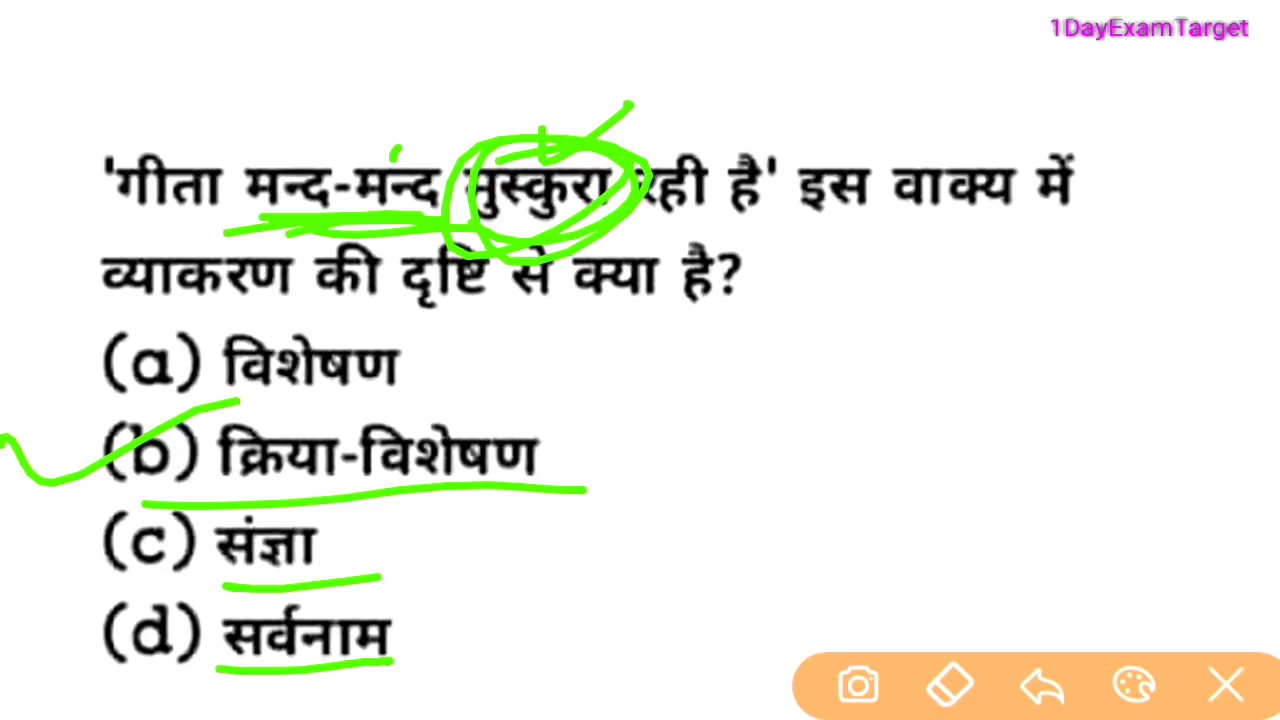 1DayExamTarget
'गीता मन्द-मन्द मुस्कुरा रही है' इस वाक्य में
व्याकरण की दृष्टि से क्या है?
(a) विशेषण
(b) क्रिया-विशेषण
(c) संज्ञा
(d) सर्वनाम